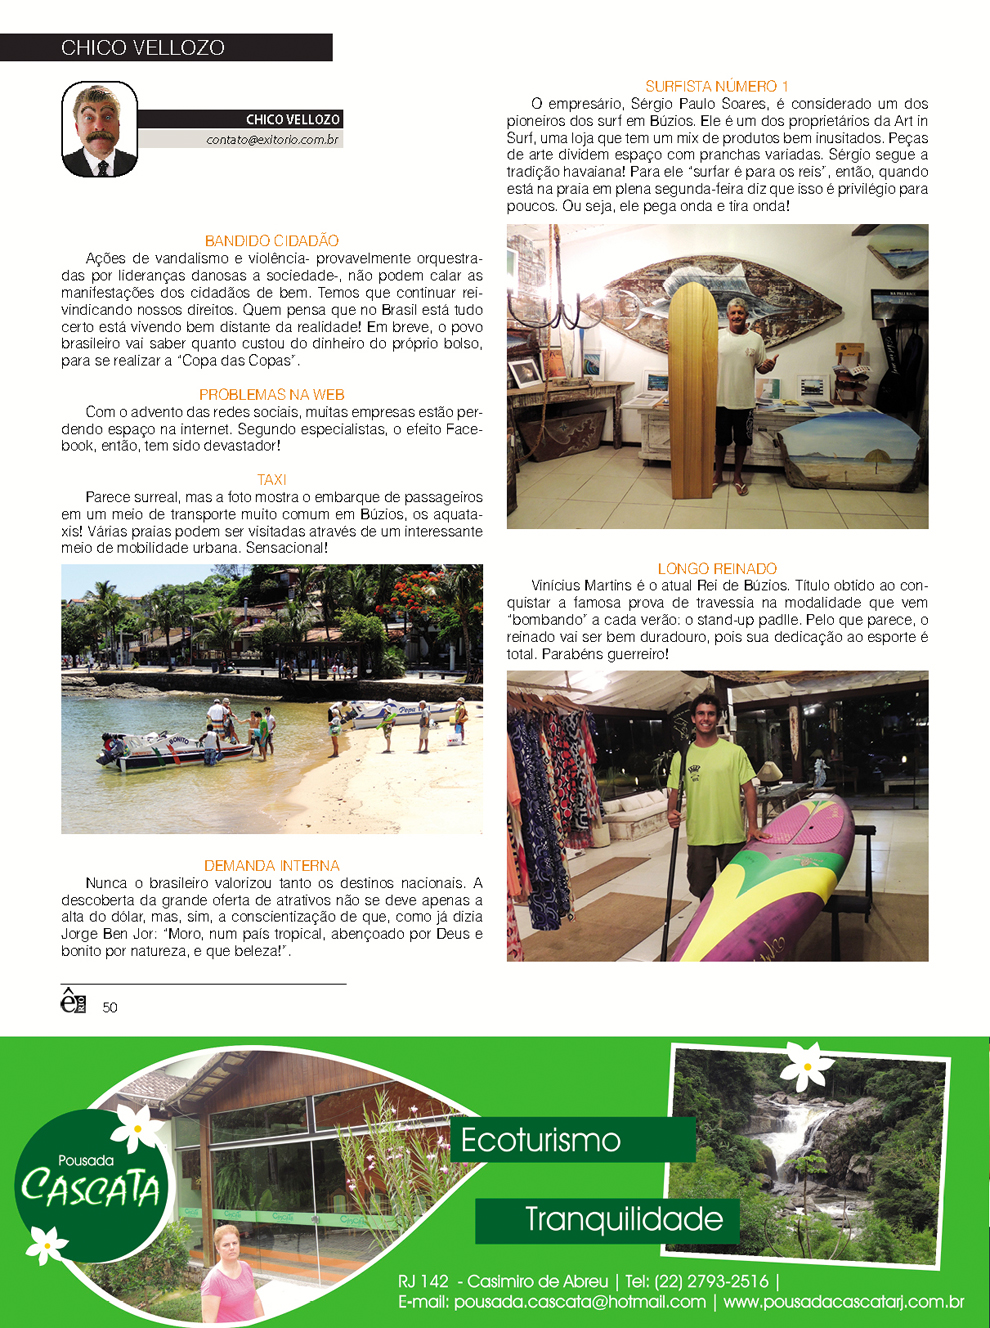 CHICO VELLOZO
CHICO VELLOZO
contato@exitorio.com.br
BANDIDO CIDADÃO
Ações de vandalismo e violência- provavelmente orquestra-
das por lideranças danosas a sociedade-, não podem calar as
manifestações dos cidadãos de bem. Temos que continuar rei-
vindicando nossos direitos. Quem pensa que no Brasil está tudo
certo está vivendo bem distante da realidade! Em breve, o povo
brasileiro vai saber quanto custou do dinheiro do próprio bolso,
para se realizar a “Copa das Copas”.
PROBLEMAS NA WEB
Com o advento das redes sociais, muitas empresas estão per-
dendo espaço na internet. Segundo especialistas, o efeito Face-
book, então, tem sido devastador!
TAXI
Parece surreal, mas a foto mostra o embarque de passageiros
em um meio de transporte muito comum em Búzios, os aquata-
xis! Várias praias podem ser visitadas através de um interessante
meio de mobilidade urbana. Sensacional!
BONITO
DEMANDA INTERNA
Nunca o brasileiro valorizou tanto os destinos nacionais. A
descoberta da grande oferta de atrativos não se deve apenas a
alta do dólar, mas, sim, a conscientização de que, como já dizia
Jorge Ben Jor: “Moro, num país tropical, abençoado por Deus e
bonito por natureza, e que beleza!”.
SURFISTA NÚMERO 1
O empresário, Sérgio Paulo Soares, é considerado um dos
pioneiros dos surf em Búzios. Ele é um dos proprietários da Art in
Surf, uma loja que tem um mix de produtos bem inusitados. Peças
de arte dividem espaço com pranchas variadas. Sérgio segue a
tradição havaiana! Para ele “surfar é para os reis”, então, quando
está na praia em plena segunda-feira diz que isso é privilégio para
poucos. Ou seja, ele pega onda e tira onda!
LONGO REINADO
Vinícius Martins é o atual Rei de Búzios. Título obtido ao con-
quistar a famosa prova de travessia na modalidade que vem
“bombando” a cada verão: o stand-up padlle. Pelo que parece, o
reinado vai ser bem duradouro, pois sua dedicação ao esporte é
total. Parabéns guerreiro!
ê RIO 50
Pousada
CASCATA
Ecoturismo
Tranquilidade
RJ 142 - Casimiro de Abreu | Tel: (22) 2793-2516 |
E-mail: pousada.cascata@hotmail.com | www.pousadacascatarj.com.br